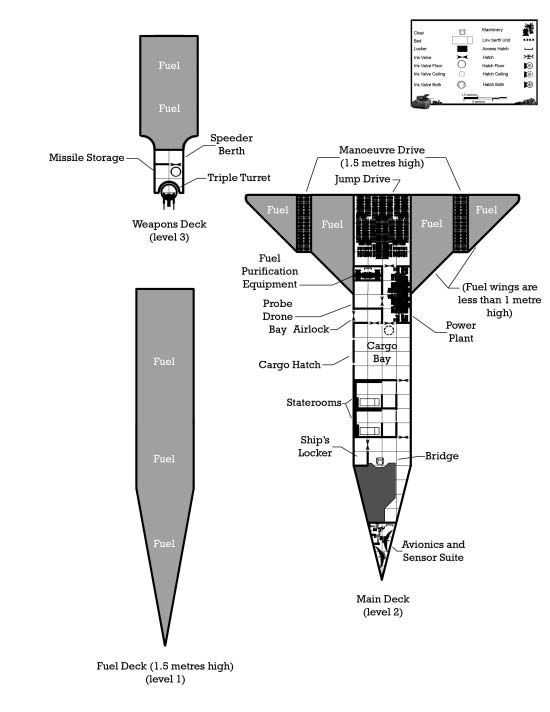 Chair
Bed
Locker
Iris Valve
Iris Valve Floor
Iris Valve Ceiling
Iris Valve Both
Machinery
Low berth Unit
Access Hatch
Hatch
Hatch Floor
Hatch Ceiling
Hatch Both
Fuel
Fuel
Speeder
Berth
Missile Storage
Triple Turret
Weapons Deck
(level 3)
Manoeuvre Drive
(1.5 metres high)
Jump Drive
Fuel
Fuel
Fuel
Fuel
Fuel
Purification
Equipment
(Fuel wings are
less than 1 metre
high)
Probe
Drone
Bay
Airlock
Power
Plant
Cargo
Bay
Cargo Hatch
Staterooms
Ship's
Locker
Bridge
Avionics and
Sensor Suite
Main Deck
(level 2)
Fuel
Fuel
Fuel
Fuel Deck (1.5 metres high)
(level 1)